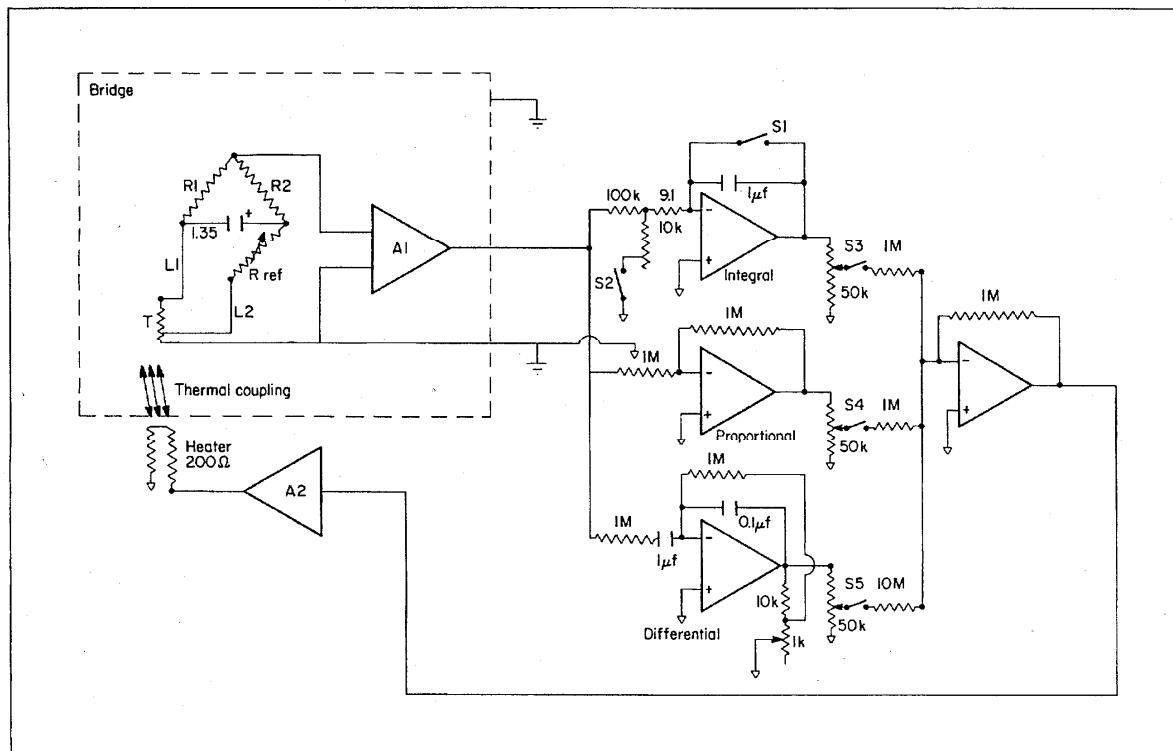 Bridge
R1
R2
+
1.35
L1
R ref
L2
T
A1
Thermal coupling
Heater
200Ω
A2
S1
1μf
100k
9.1
10k
−
+
Integral
S2
S3
1M
50k
1M
1M
−
+
Proportional
S4
1M
50k
1M
−
+
1M
0.1μf
1M
1μf
−
+
Differential
10k
1k
S5
10M
50k